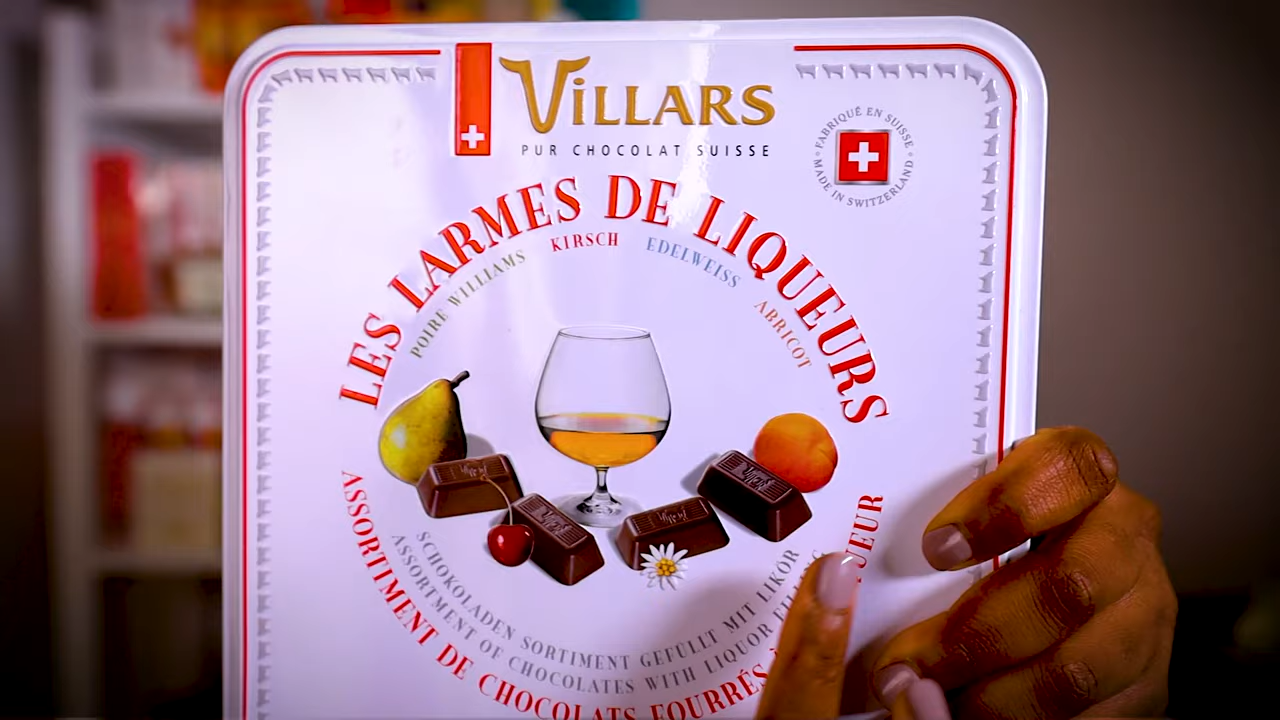 VILLARS
PUR CHOCOLAT SUISSE
FABRIQUÉ EN SUISSE
MADE IN SWITZERLAND
LES LARMES DE LIQUEURS
POIRE WILLIAMS KIRSCH EDELWEISS ABRICOT
SCHOKOLADEN SORTIMENT GEFÜLLT MIT LIKÖR
ASSORTMENT OF CHOCOLATES WITH LIQUOR
ASSORTIMENT DE CHOCOLATS FOURRÉS